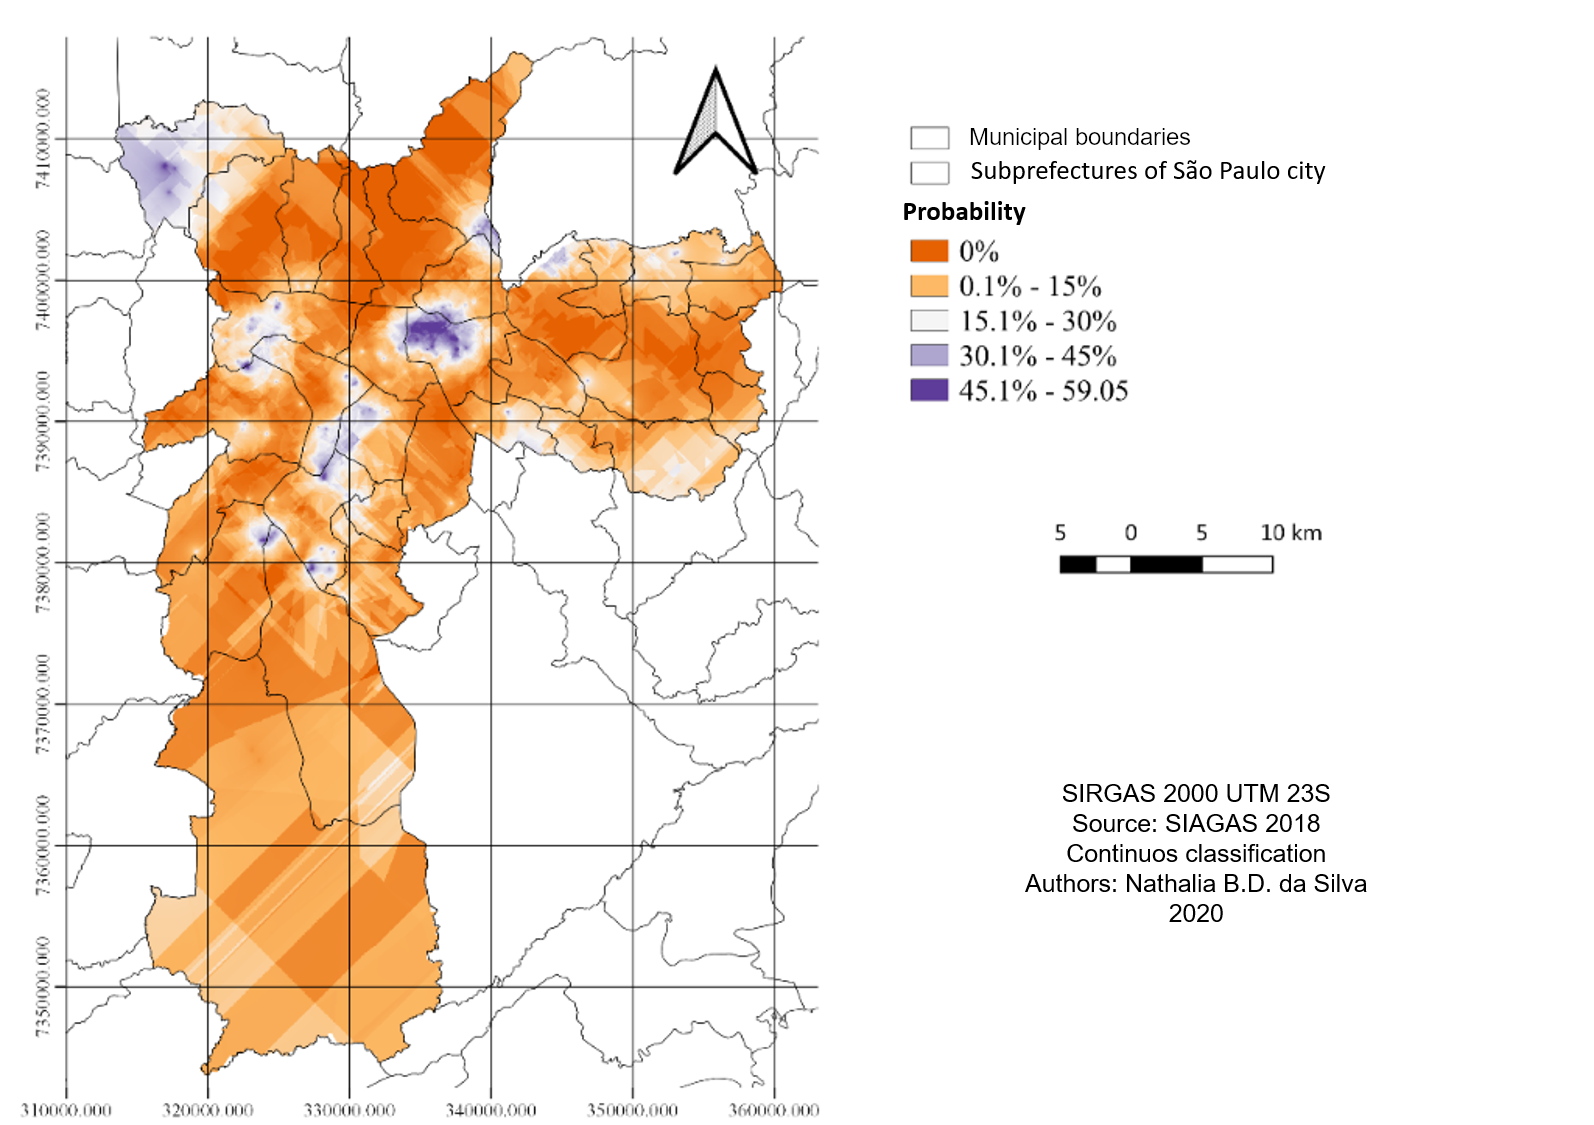 7410000.000
7400000.000
7390000.000
7380000.000
7370000.000
7360000.000
7350000.000
310000.000 320000.000 330000.000 340000.000 350000.000 360000.000
Municipal boundaries
Subprefectures of São Paulo city
Probability
0%
0.1% - 15%
15.1% - 30%
30.1% - 45%
45.1% - 59.05
5 0 5 10 km
SIRGAS 2000 UTM 23S
Source: SIAGAS 2018
Continuos classification
Authors: Nathalia B.D. da Silva
2020